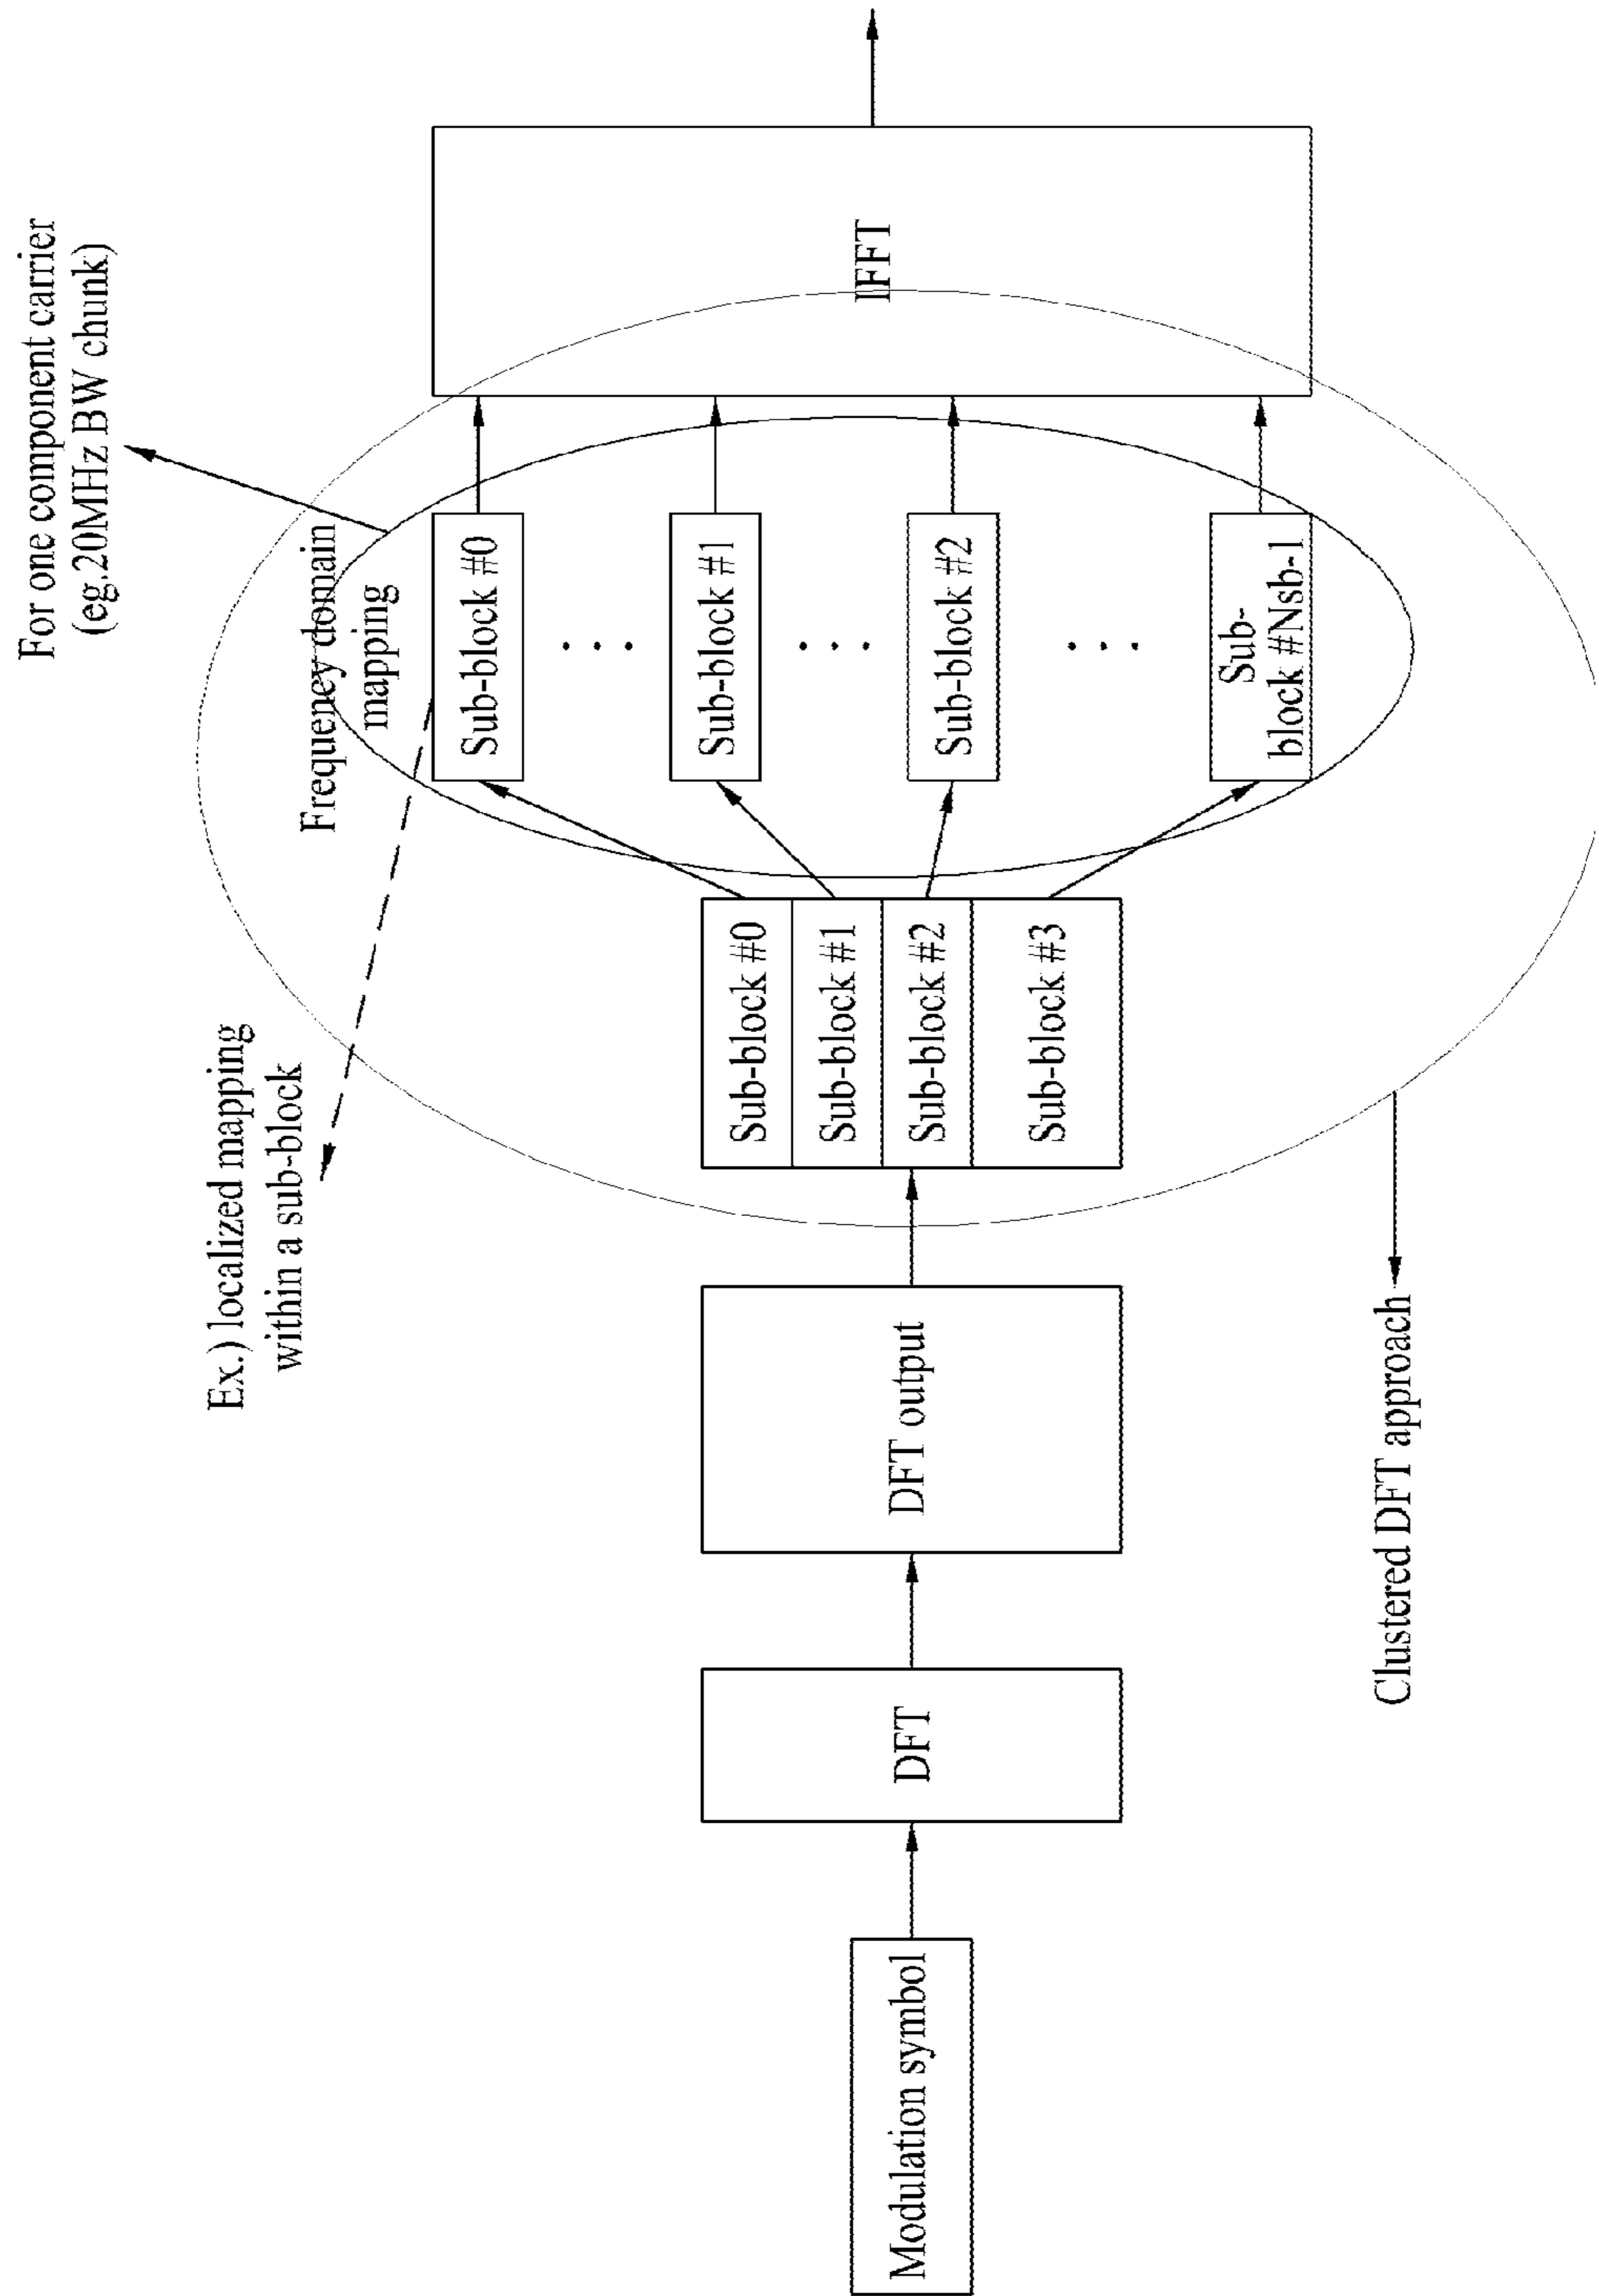 For one component carrier
(eg.20MHz BW chunk)
Ex.) localized mapping
within a sub-block
Frequency domain
mapping
Modulation symbol
DFT
DFT output
Sub-block #0
Sub-block #1
Sub-block #2
Sub-block #3
Sub-block #0
Sub-block #1
Sub-block #2
Sub-
block #Nsb-1
IFFT
Clustered DFT approach